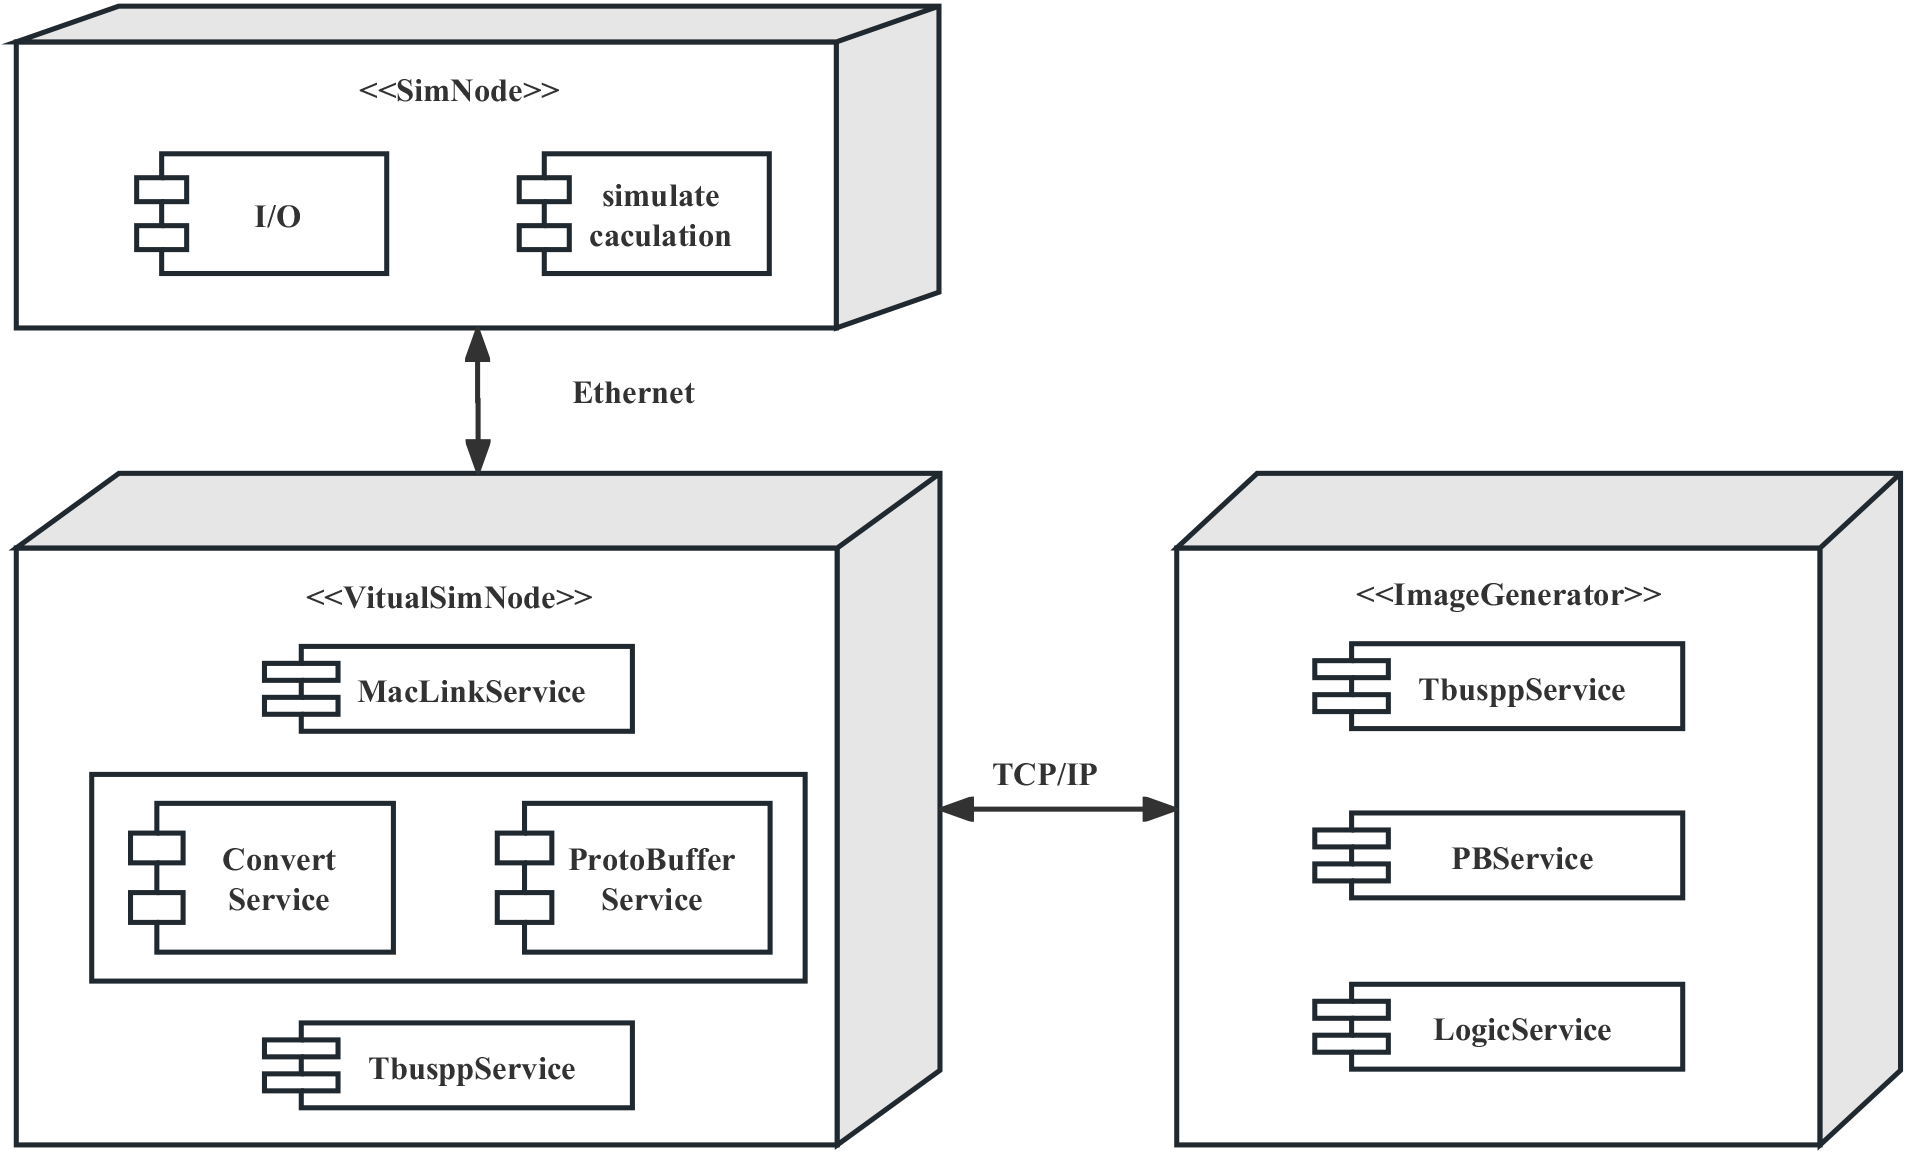 <<SimNode>>
I/O
simulate
caculation
Ethernet
<<VitualSimNode>>
MacLinkService
Convert
Service
ProtoBuffer
Service
TbusppService
TCP/IP
<<ImageGenerator>>
TbusppService
PBService
LogicService